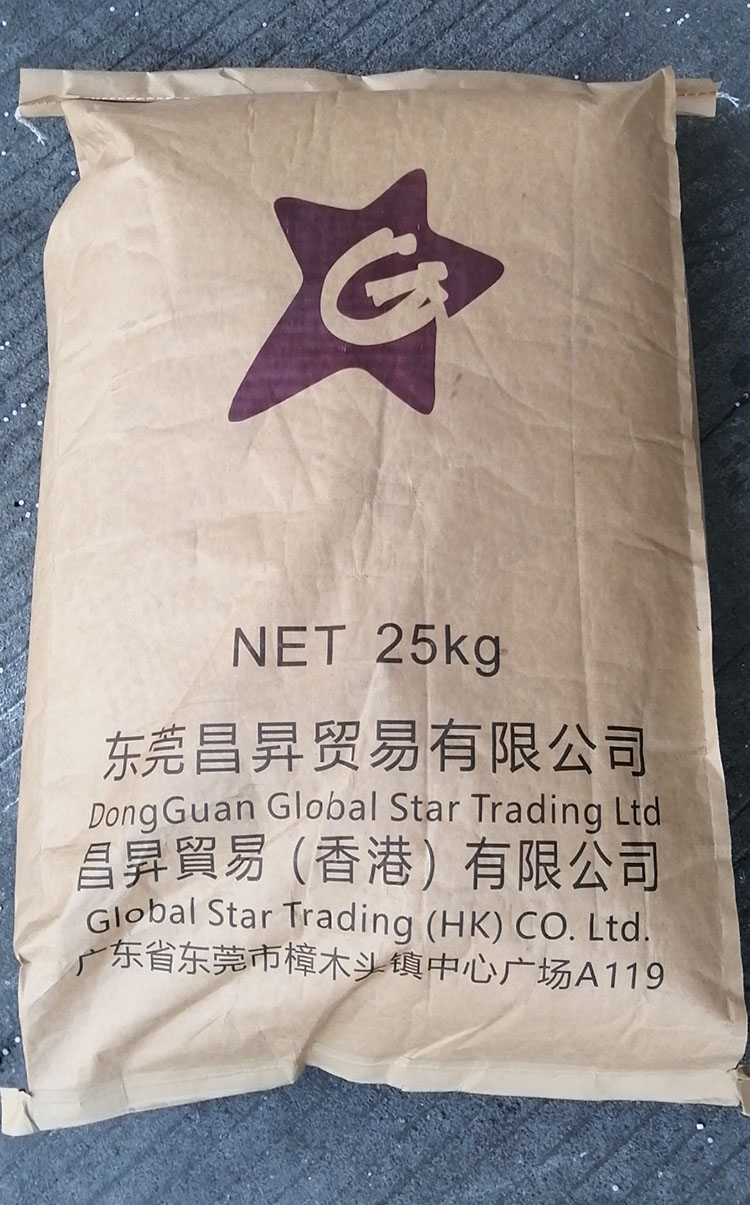 NET 25kg
东莞昌昇贸易有限公司
DongGuan Global Star Trading Ltd
昌昇貿易(香港)有限公司
Global Star Trading (HK) CO. Ltd.
广东省东莞市樟木头镇中心广场A119